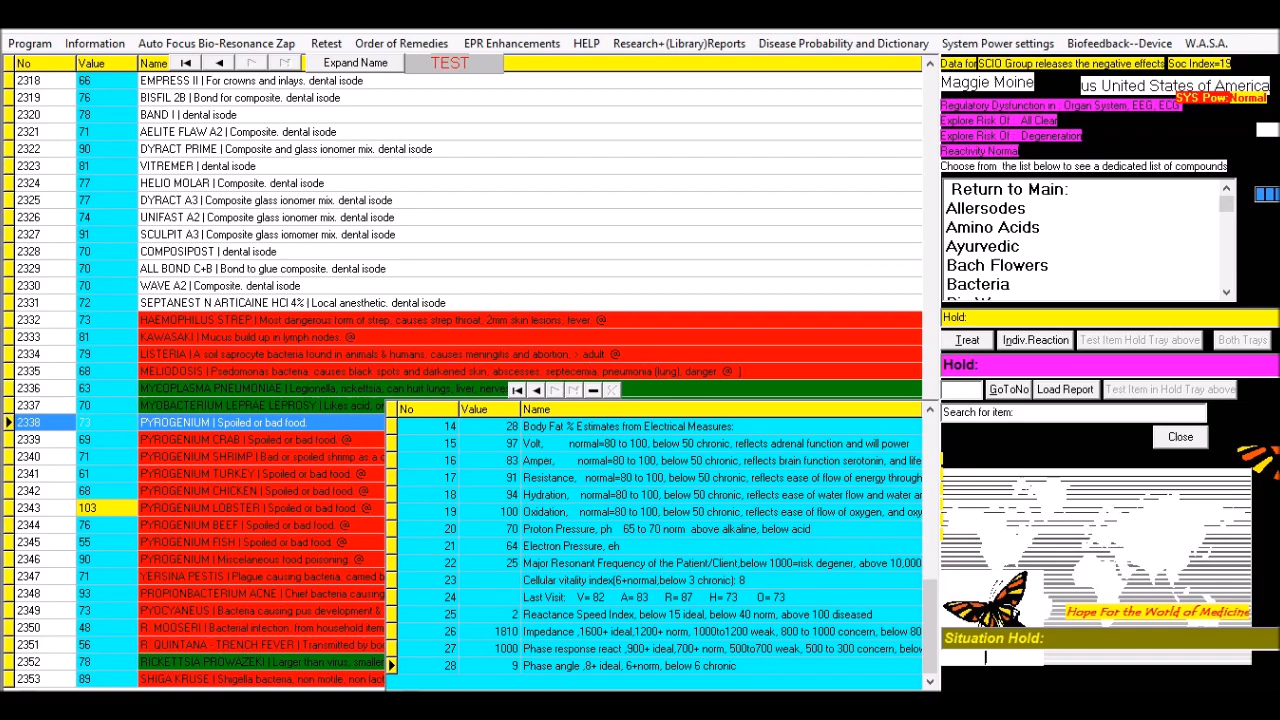 Program Information Auto Focus Bio-Resonance Zap Retest Order of Remedies EPR Enhancements HELP Research+(Library)Reports Disease Probability and Dictionary System Power settings Biofeedback--Device W.A.S.A.
No Value Name Expand Name TEST
2318 66 EMPRESS II | For crowns and inlays. dental isode
2319 76 BISFIL 2B | Bond for composite. dental isode
2320 78 BAND I | dental isode
2321 71 AELITE FLAW A2 | Composite. dental isode
2322 90 DYRACT PRIME | Composite and glass ionomer mix. dental isode
2323 81 VITREMER | dental isode
2324 77 HELIO MOLAR | Composite. dental isode
2325 77 DYRACT A3 | Composite glass ionomer mix. dental isode
2326 74 UNIFAST A2 | Composite glass ionomer mix. dental isode
2327 91 SCULPIT A3 | Composite glass iomomer mix. dental isode
2328 70 COMPOSIPOST | dental isode
2329 70 ALL BOND C+B | Bond to glue composite. dental isode
2330 70 WAVE A2 | Composite. dental isode
2331 72 SEPTANEST N ARTICAINE HCl 4% | Local anesthetic. dental isode
2332 73 HAEMOPHILUS STREP | Most dangerous form of strep, causes strep throat, 2mm skin lesions, fever. @
2333 81 KAWASAKI | Mucus build up in lymph nodes. @
2334 79 LISTERIA | A soil saprocyte bacteria found in animals & humans, causes meningitis and abortion, > adult. @
2335 68 MELIODOSIS | Psedomonas bacteria, causes black spots and darkened skin, abscesses. septecemia, pneumonia (lung), danger. @ ]
2336 63 MYCOPLASMA PNEUMONIAE | Legionella, rickettsia, can hurt lungs, liver, nerve
2337 70 MYOBACTERIUM LEPRAE LEPROSY | Likes acid, or
2338 73 PYROGENIUM | Spoiled or bad food.
2339 69 PYROGENIUM CRAB | Spoiled or bad food. @
2340 71 PYROGENIUM SHRIMP | Bad or spoiled shrimp as a c
2341 61 PYROGENIUM TURKEY | Spoiled or bad food. @
2342 68 PYROGENIUM CHICKEN | Spoiled or bad food. @
2343 103 PYROGENIUM LOBSTER | Spoiled or bad food. @
2344 76 PYROGENIUM BEEF | Spoiled or bad food. @
2345 55 PYROGENIUM FISH | Spoiled or bad food. @
2346 90 PYROGENIUM | Miscelaneous food poisoning. @
2347 71 YERSINA PESTIS | Plague causing bacteria, carried b
2348 93 PROPIONBACTERIUM ACNE | Chief bacteria caus
2349 73 PYOCYANEUS | Bacteria causing pus development &
2350 48 R. MOOSERI | Bacterial infection, from household item
2351 56 R. QUINTANA - TRENCH FEVER | Transmitted by bo
2352 78 RICKETTSIA PROWAZEKI | Larger than virus, smaller
2353 89 SHIGA KRUSE | Shigella bacteria, non motile, non lact
No Value Name
14 28 Body Fat % Estimates from Electrical Measures:
15 97 Volt, normal=80 to 100, below 50 chronic, reflects adrenal function and will power
16 83 Amper, normal=80 to 100, below 50 chronic, reflects brain function serotonin, and life
17 91 Resistance, normal=80 to 100, below 50 chronic, reflects ease of flow of energy through
18 94 Hydration, normal=80 to 100, below 50 chronic, reflects ease of water flow and water ar
19 100 Oxidation, normal=80 to 100, below 50 chronic, reflects ease of flow of oxygen, and ox
20 70 Proton Pressure, ph 65 to 70 norm above alkaline, below acid
21 64 Electron Pressure, eh
22 25 Major Resonant Frequency of the Patient/Client,below 1000=risk degener, above 10,000
23 Cellular vitality index(6+normal,below 3 chronic): 8
24 Last Visit: V= 82 A= 83 R= 87 H= 73 O= 73
25 2 Reactance Speed Index, below 15 ideal, below 40 norm, above 100 diseased
26 1810 Impedance ,1600+ ideal,1200+ norm, 1000to1200 weak, 800 to 1000 concern, below 80
27 1000 Phase response react ,900+ ideal,700+ norm, 500to700 weak, 500 to 300 concern, below
28 9 Phase angle ,8+ ideal, 6+norm, below 6 chronic
Data for SCIO Group releases the negative effects Soc Index=19
Maggie Moine us United States of America
SYS Pow:Normal
Regulatory Dysfunction in : Organ System, EEG, ECG
Explore Risk Of : All Clear
Explore Risk Of : Degeneration
Reactivity Normal
Choose from the list below to see a dedicated list of compounds
Return to Main:
Allersodes
Amino Acids
Ayurvedic
Bach Flowers
Bacteria
Hold:
Treat Indiv.Reaction Test Item Hold Tray above Both Trays
Hold:
GoToNo Load Report Test Item in Hold Tray above
Search for item:
Close
Hope For the World of Medicine
Situation Hold: